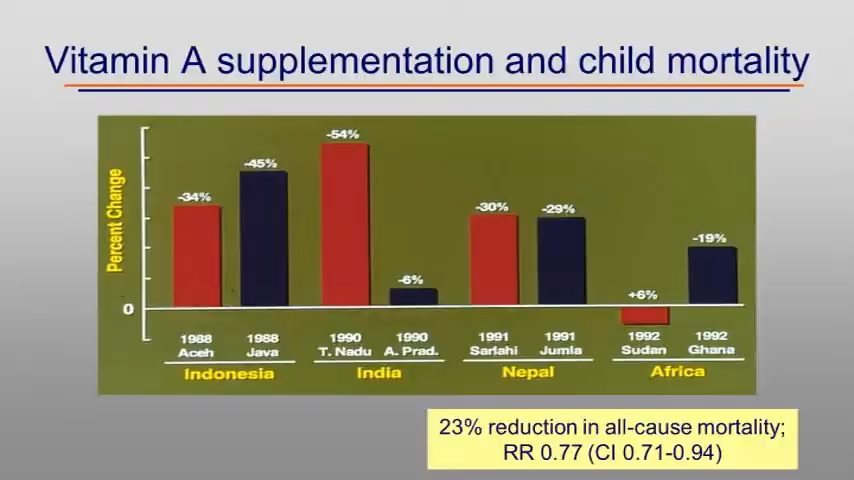 Vitamin A supplementation and child mortality
Percent Change
0
-34%
-45%
-54%
-6%
-30%
-29%
+6%
-19%
1988 Aceh
1988 Java
1990 T. Nadu
1990 A. Prad.
1991 Sarlahi
1991 Jumla
1992 Sudan
1992 Ghana
Indonesia
India
Nepal
Africa
23% reduction in all-cause mortality;
RR 0.77 (CI 0.71-0.94)